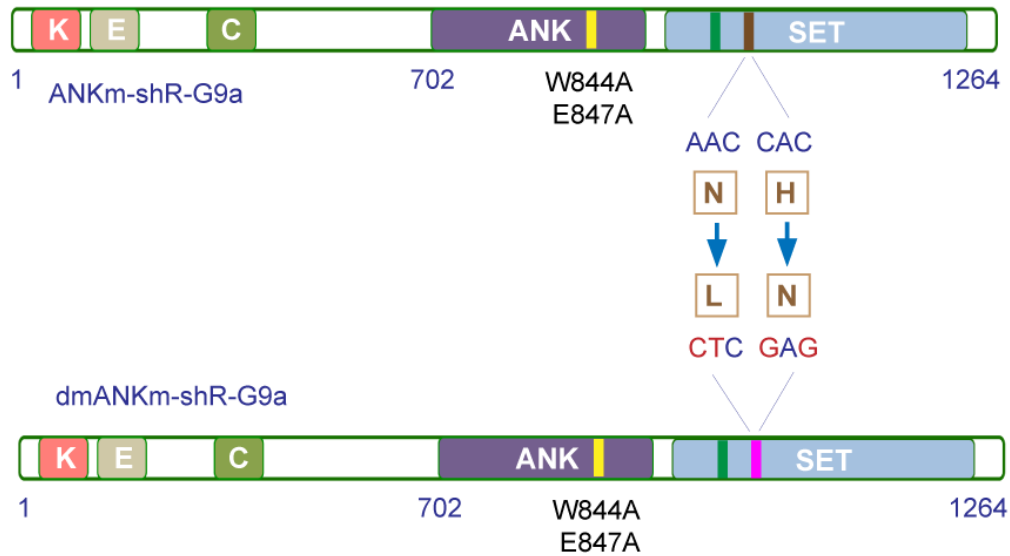 K E C ANK SET
1 702 1264
ANKm-shR-G9a
W844A
E847A
AAC CAC
N H
L N
CTC GAG
dmANKm-shR-G9a
K E C ANK SET
1 702 1264
W844A
E847A